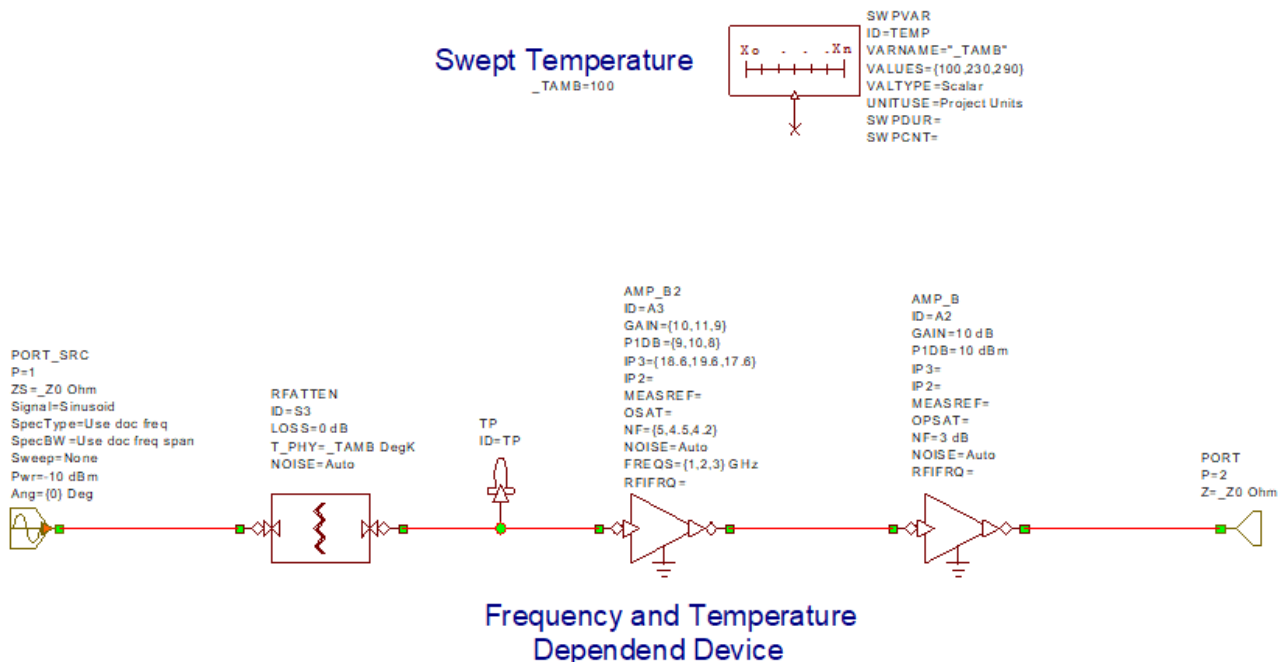 Swept Temperature
_TAMB=100
SWPVAR
ID=TEMP
VARNAME="_TAMB"
VALUES={100,230,290}
VALTYPE=Scalar
UNITUSE=Project Units
SWPDUR=
SWPCNT=
Xo . . .Xn
PORT_SRC
P=1
ZS=_Z0 Ohm
Signal=Sinusoid
SpecType=Use doc freq
SpecBW=Use doc freq span
Sweep=None
Pwr=-10 dBm
Ang={0} Deg
RFATTEN
ID=S3
LOSS=0 dB
T_PHY=_TAMB DegK
NOISE=Auto
TP
ID=TP
AMP_B2
ID=A3
GAIN={10,11,9}
P1DB={9,10,8}
IP3={18.6,19.6,17.6}
IP2=
MEASREF=
OSAT=
NF={5,4.5,4.2}
NOISE=Auto
FREQS={1,2,3} GHz
RFIFRQ=
AMP_B
ID=A2
GAIN=10 dB
P1DB=10 dBm
IP3=
IP2=
MEASREF=
OPSAT=
NF=3 dB
NOISE=Auto
RFIFRQ=
PORT
P=2
Z=_Z0 Ohm
Frequency and Temperature
Dependend Device